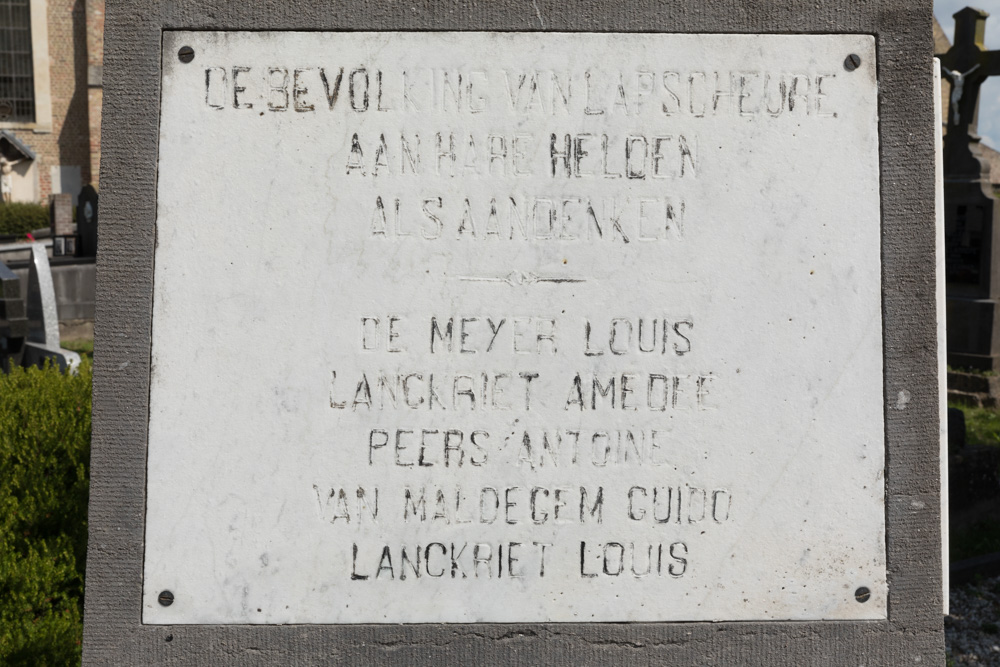 DE BEVOLKING VAN LAPSCHEURE
AAN HARE HELDEN
ALS AANDENKEN
DE MEYER LOUIS
LANCKRIET AMEDEE
PEERS ANTOINE
VAN MALDEGEM GUIDO
LANCKRIET LOUIS